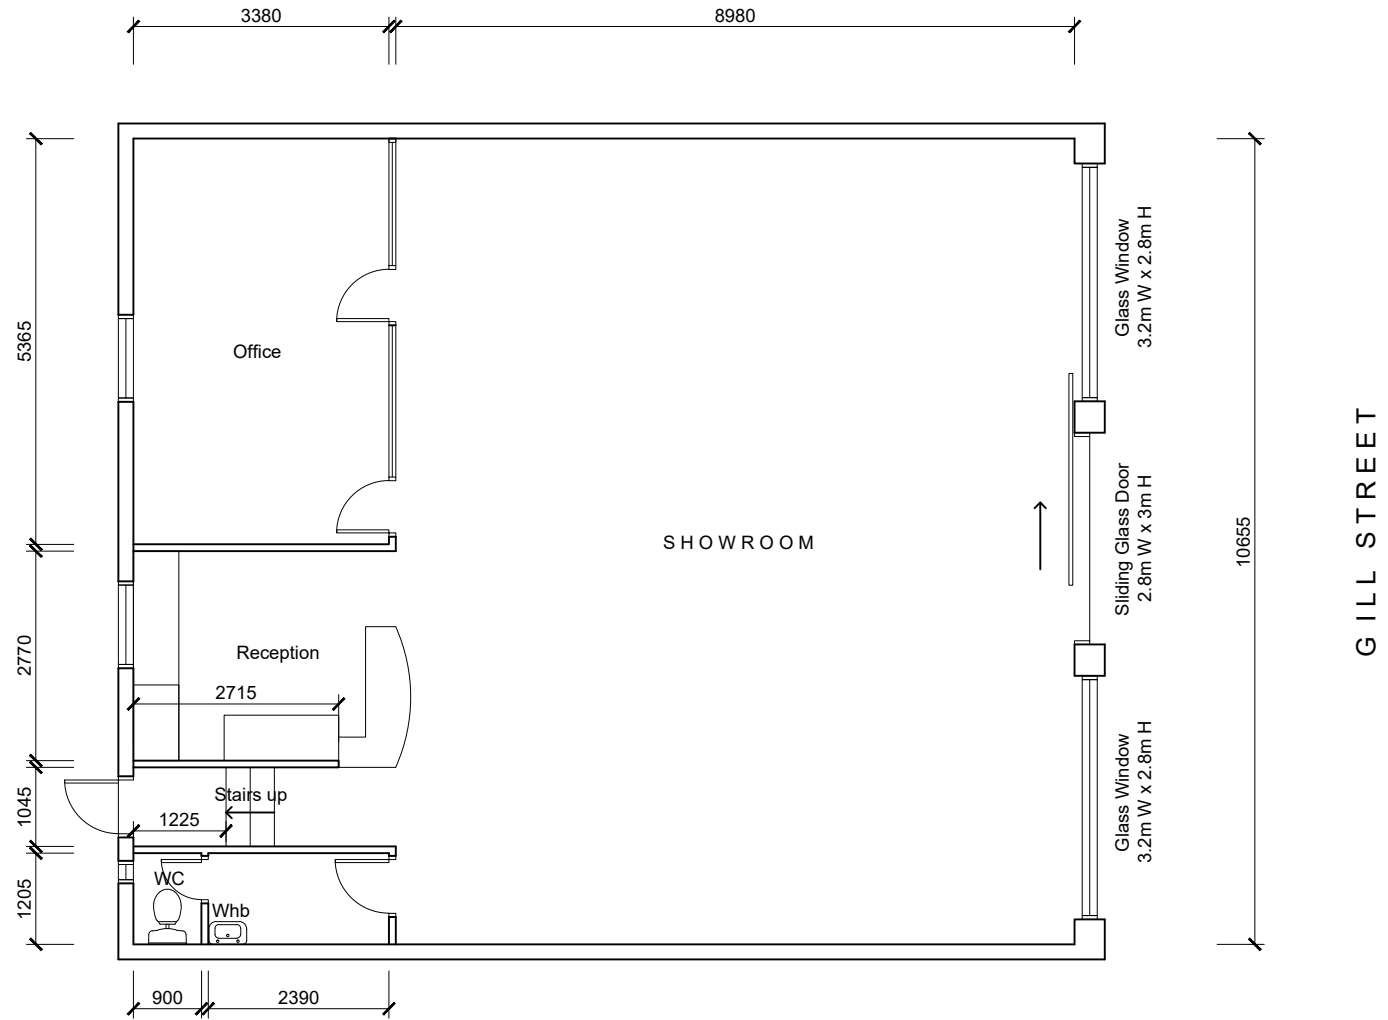 3380
8980
5365
Office
Glass Window
3.2m W x 2.8m H
SHOWROOM
Sliding Glass Door
2.8m W x 3m H
10655
GILL STREET
2770
Reception
2715
Glass Window
3.2m W x 2.8m H
1045
Stairs up
1225
1205
WC
Whb
900
2390